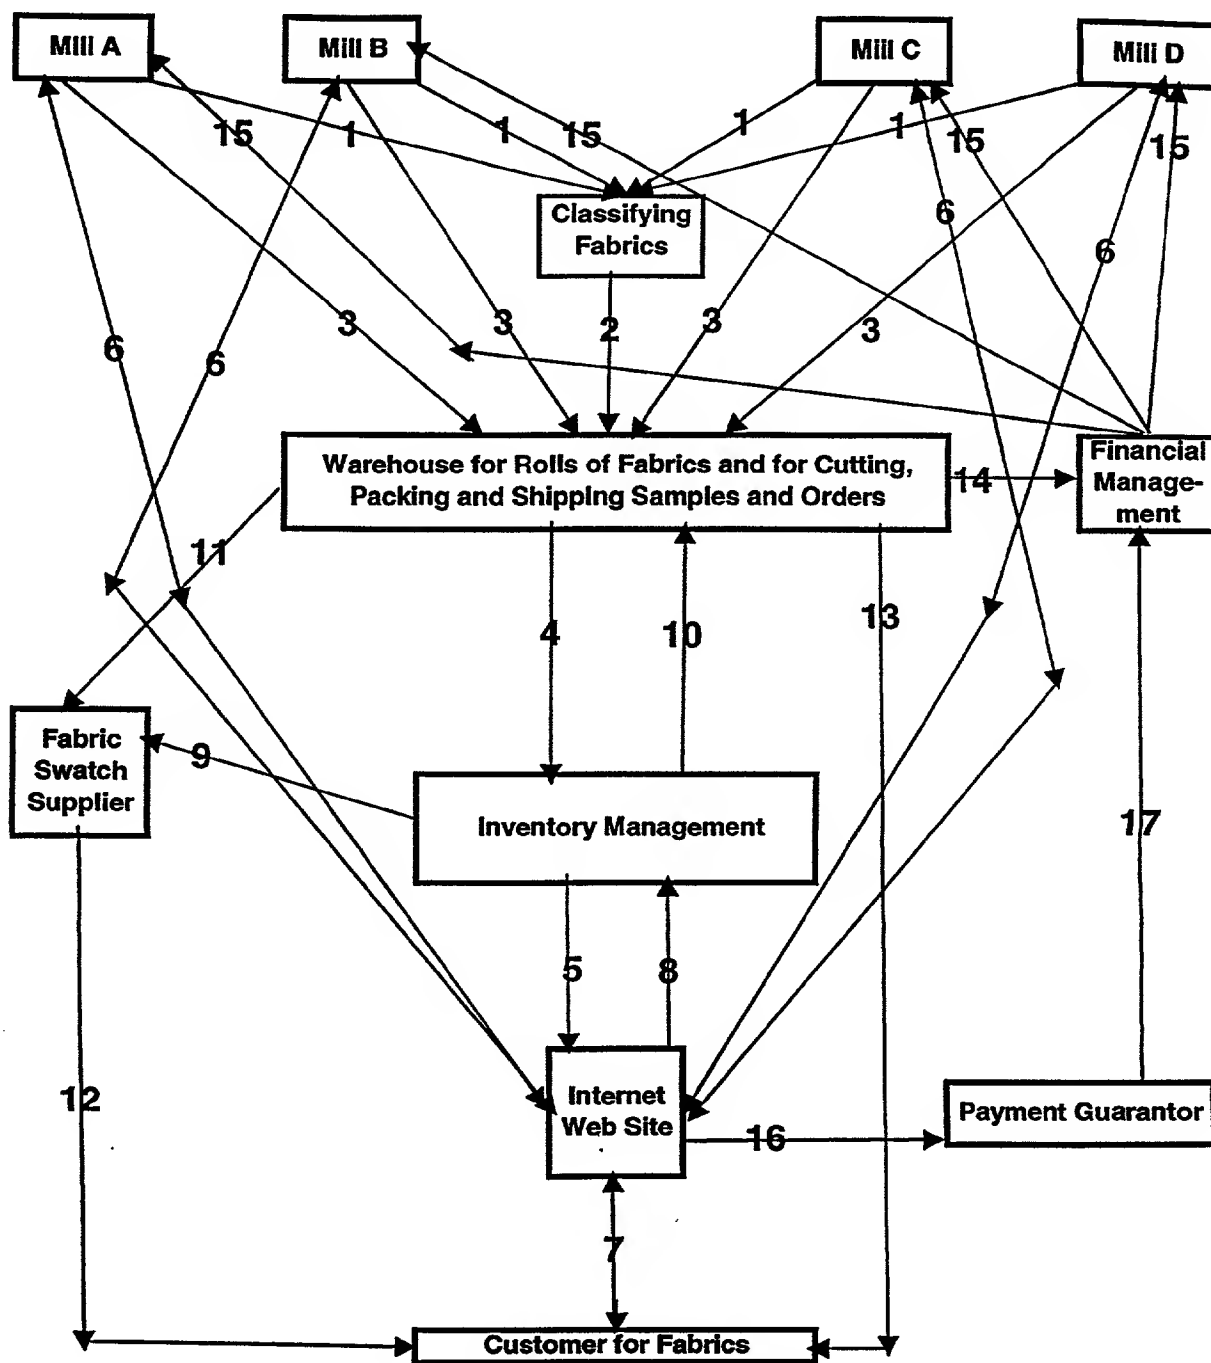 Mill A
Mill B
Mill C
Mill D
15
1
1
15
1
1
15
15
Classifying
Fabrics
6
6
3
3
2
3
3
6
6
Warehouse for Rolls of Fabrics and for Cutting,
Packing and Shipping Samples and Orders
14
Financial
Manage-
ment
11
4
10
13
Fabric
Swatch
Supplier
9
Inventory Management
17
5
8
12
Internet
Web Site
16
Payment Guarantor
7
Customer for Fabrics